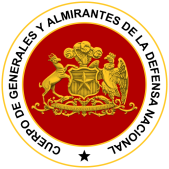 CUERPO DE GENERALES Y ALMIRANTES DE LA DEFENSA NACIONAL